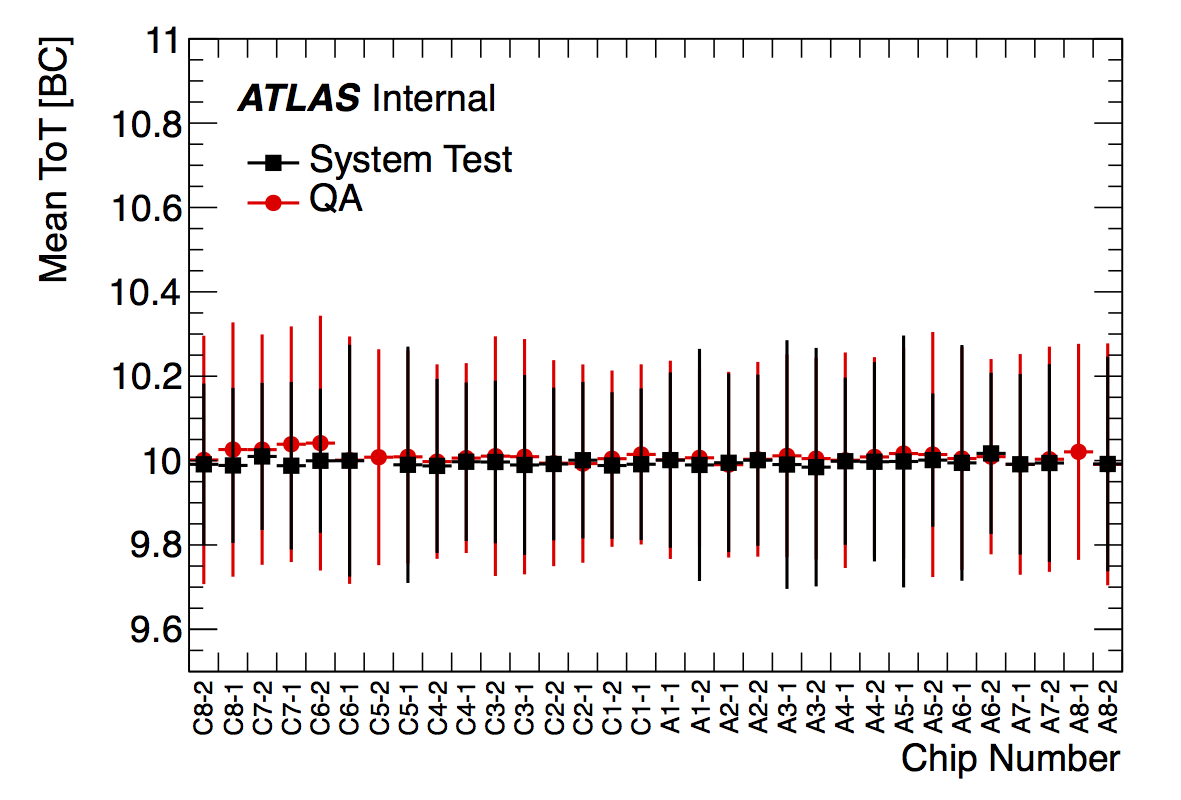 Mean ToT [BC]
11
10.8
10.6
10.4
10.2
10
9.8
9.6
ATLAS Internal
System Test
QA
C8-2 C8-1 C7-2 C7-1 C6-2 C6-1 C5-2 C5-1 C4-2 C4-1 C3-2 C3-1 C2-2 C2-1 C1-2 C1-1 A1-1 A1-2 A2-1 A2-2 A3-1 A3-2 A4-1 A4-2 A5-1 A5-2 A6-1 A6-2 A7-1 A7-2 A8-1 A8-2
Chip Number